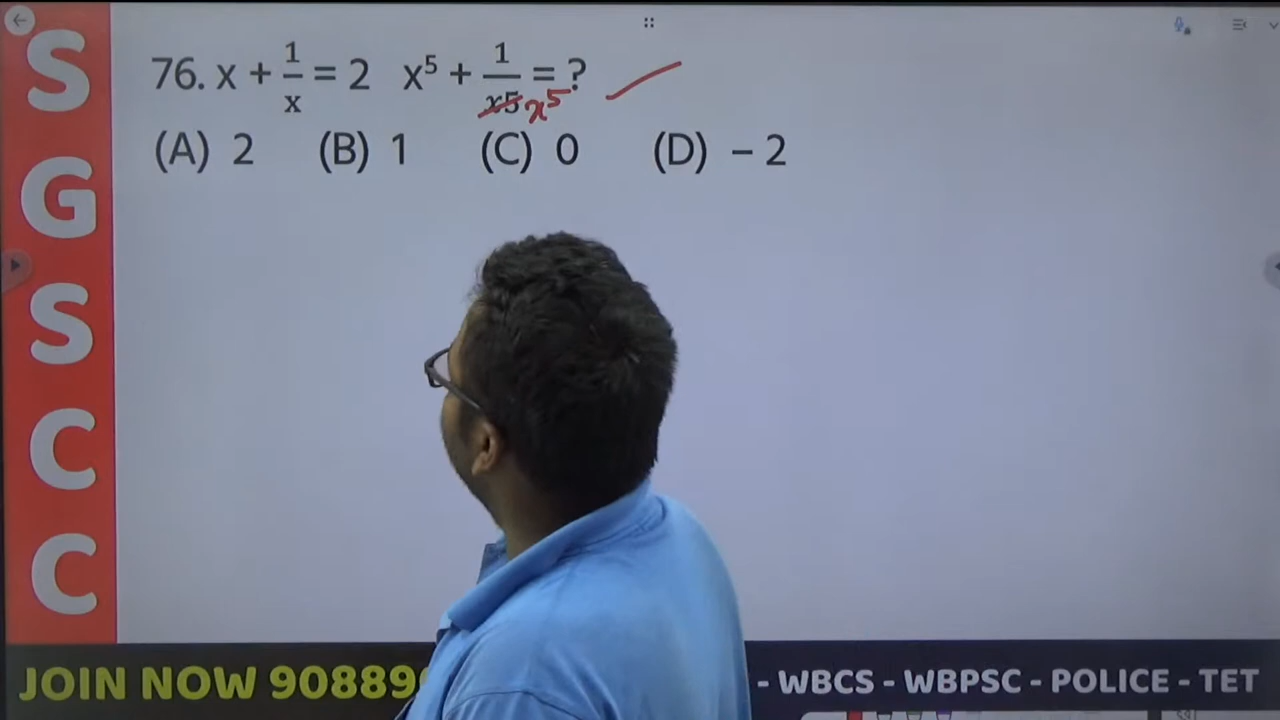 S
G
S
C
C
76. x + 1/x = 2 x⁵ + 1/x5 x⁵ = ?
(A) 2 (B) 1 (C) 0 (D) – 2
JOIN NOW 90889
- WBCS - WBPSC - POLICE - TET